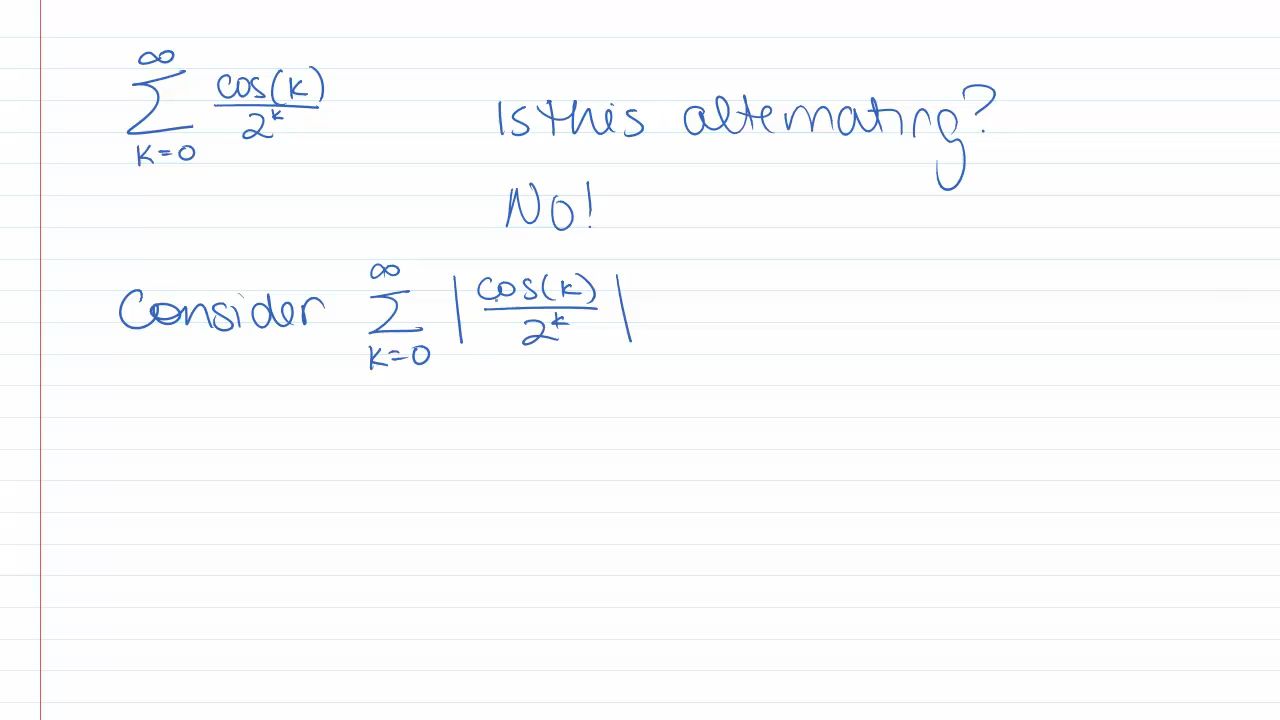 ∞
∑ cos(k)/2^k Is this alternating?
k=0
No!
∞
Consider ∑ |cos(k)/2^k|
k=0